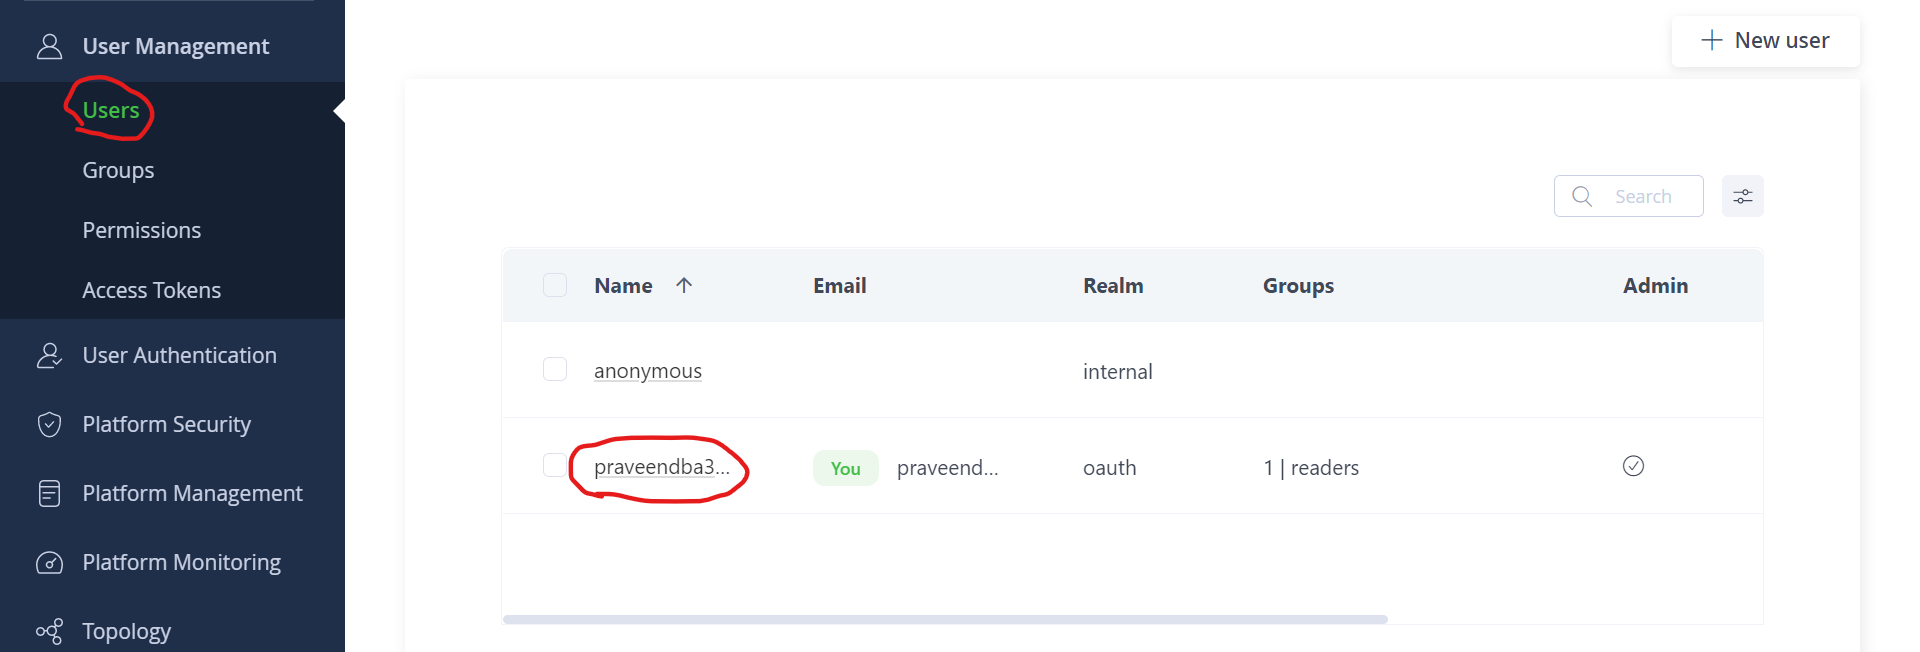 User Management
Users
Groups
Permissions
Access Tokens
User Authentication
Platform Security
Platform Management
Platform Monitoring
Topology
New user
Search
Name Email Realm Groups Admin
anonymous internal
praveendba3... You praveend... oauth 1 | readers